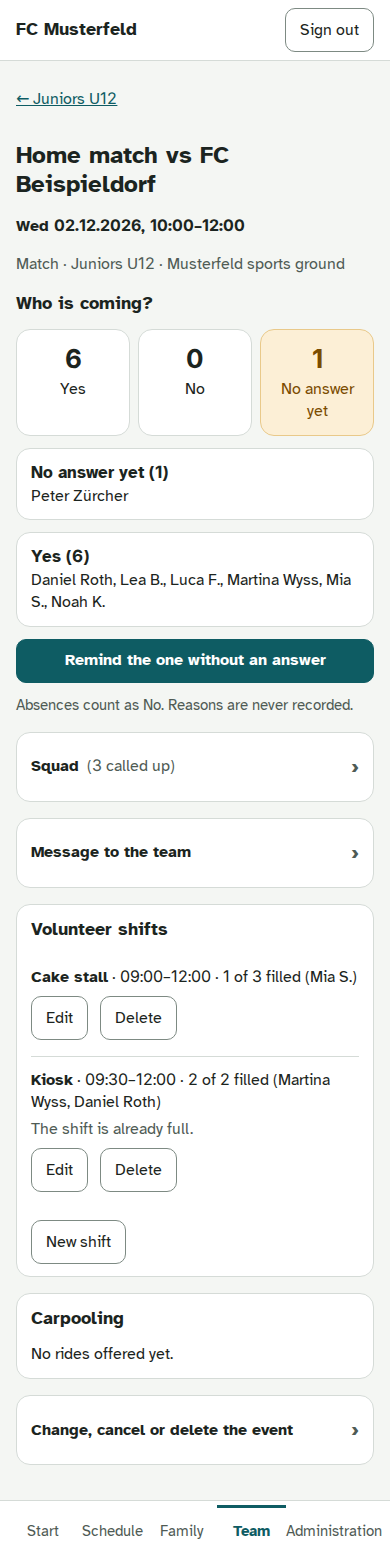 FC Musterfeld
Sign out
← Juniors U12
Home match vs FC
Beispieldorf
Wed 02.12.2026, 10:00–12:00
Match · Juniors U12 · Musterfeld sports ground
Who is coming?
6
Yes
0
No
1
No answer
yet
No answer yet (1)
Peter Zürcher
Yes (6)
Daniel Roth, Lea B., Luca F., Martina Wyss, Mia
S., Noah K.
Remind the one without an answer
Absences count as No. Reasons are never recorded.
Squad (3 called up) ›
Message to the team ›
Volunteer shifts
Cake stall · 09:00–12:00 · 1 of 3 filled (Mia S.)
Edit Delete
Kiosk · 09:30–12:00 · 2 of 2 filled (Martina
Wyss, Daniel Roth)
The shift is already full.
Edit Delete
New shift
Carpooling
No rides offered yet.
Change, cancel or delete the event ›
Start Schedule Family Team Administration